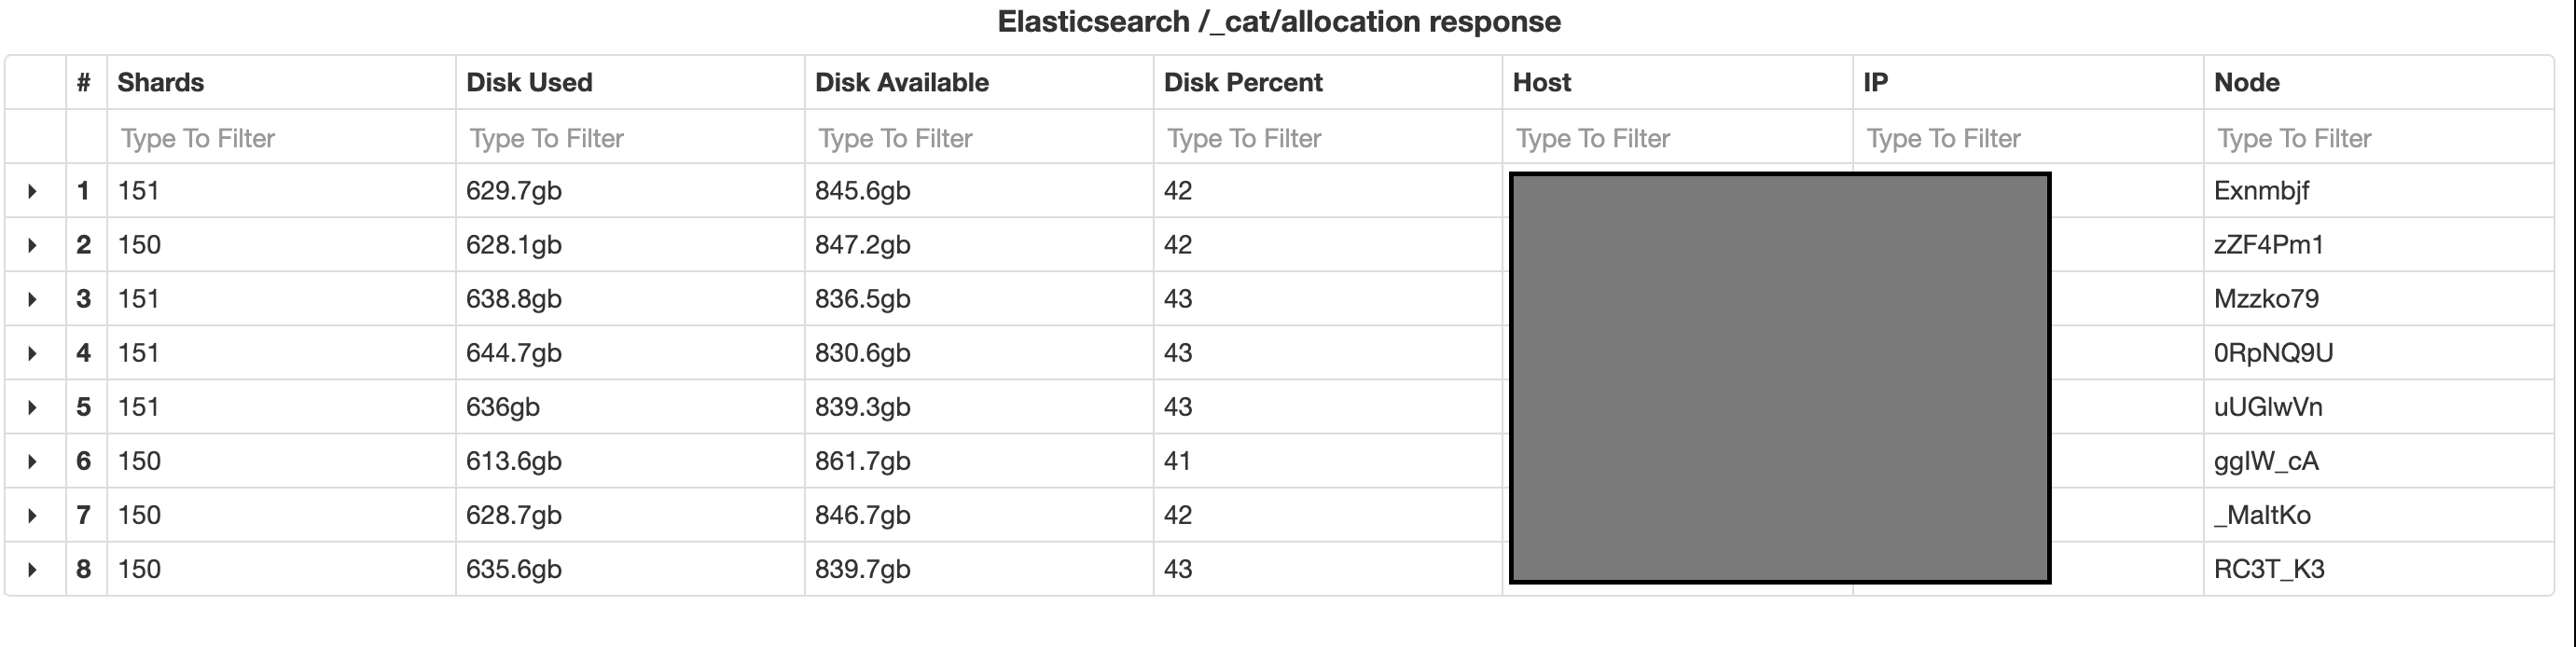 Elasticsearch /_cat/allocation response
# Shards Disk Used Disk Available Disk Percent Host IP Node
Type To Filter Type To Filter Type To Filter Type To Filter Type To Filter Type To Filter Type To Filter
1 151 629.7gb 845.6gb 42 Exnmbjf
2 150 628.1gb 847.2gb 42 zZF4Pm1
3 151 638.8gb 836.5gb 43 Mzzko79
4 151 644.7gb 830.6gb 43 0RpNQ9U
5 151 636gb 839.3gb 43 uUGlwVn
6 150 613.6gb 861.7gb 41 ggIW_cA
7 150 628.7gb 846.7gb 42 _MaltKo
8 150 635.6gb 839.7gb 43 RC3T_K3